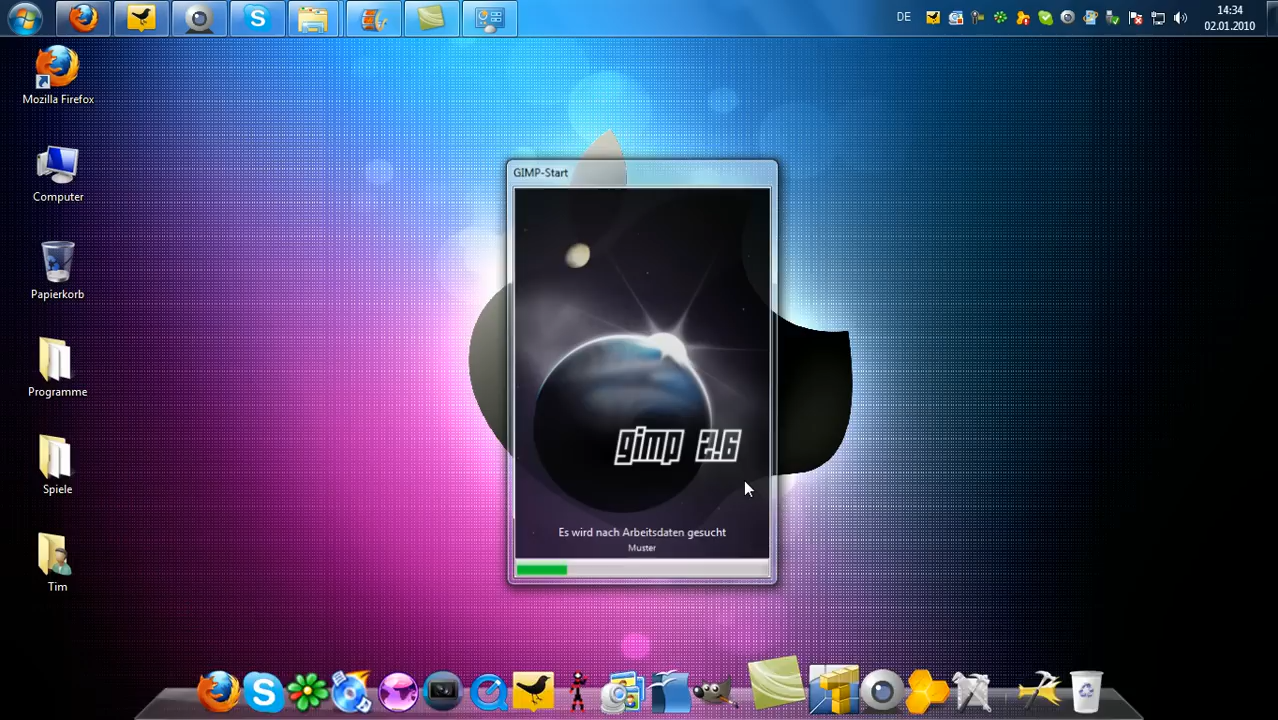 DE
14:34
02.01.2010
Mozilla Firefox
Computer
Papierkorb
Programme
Spiele
Tim
GIMP-Start
gimp 2.6
Es wird nach Arbeitsdaten gesucht
Muster